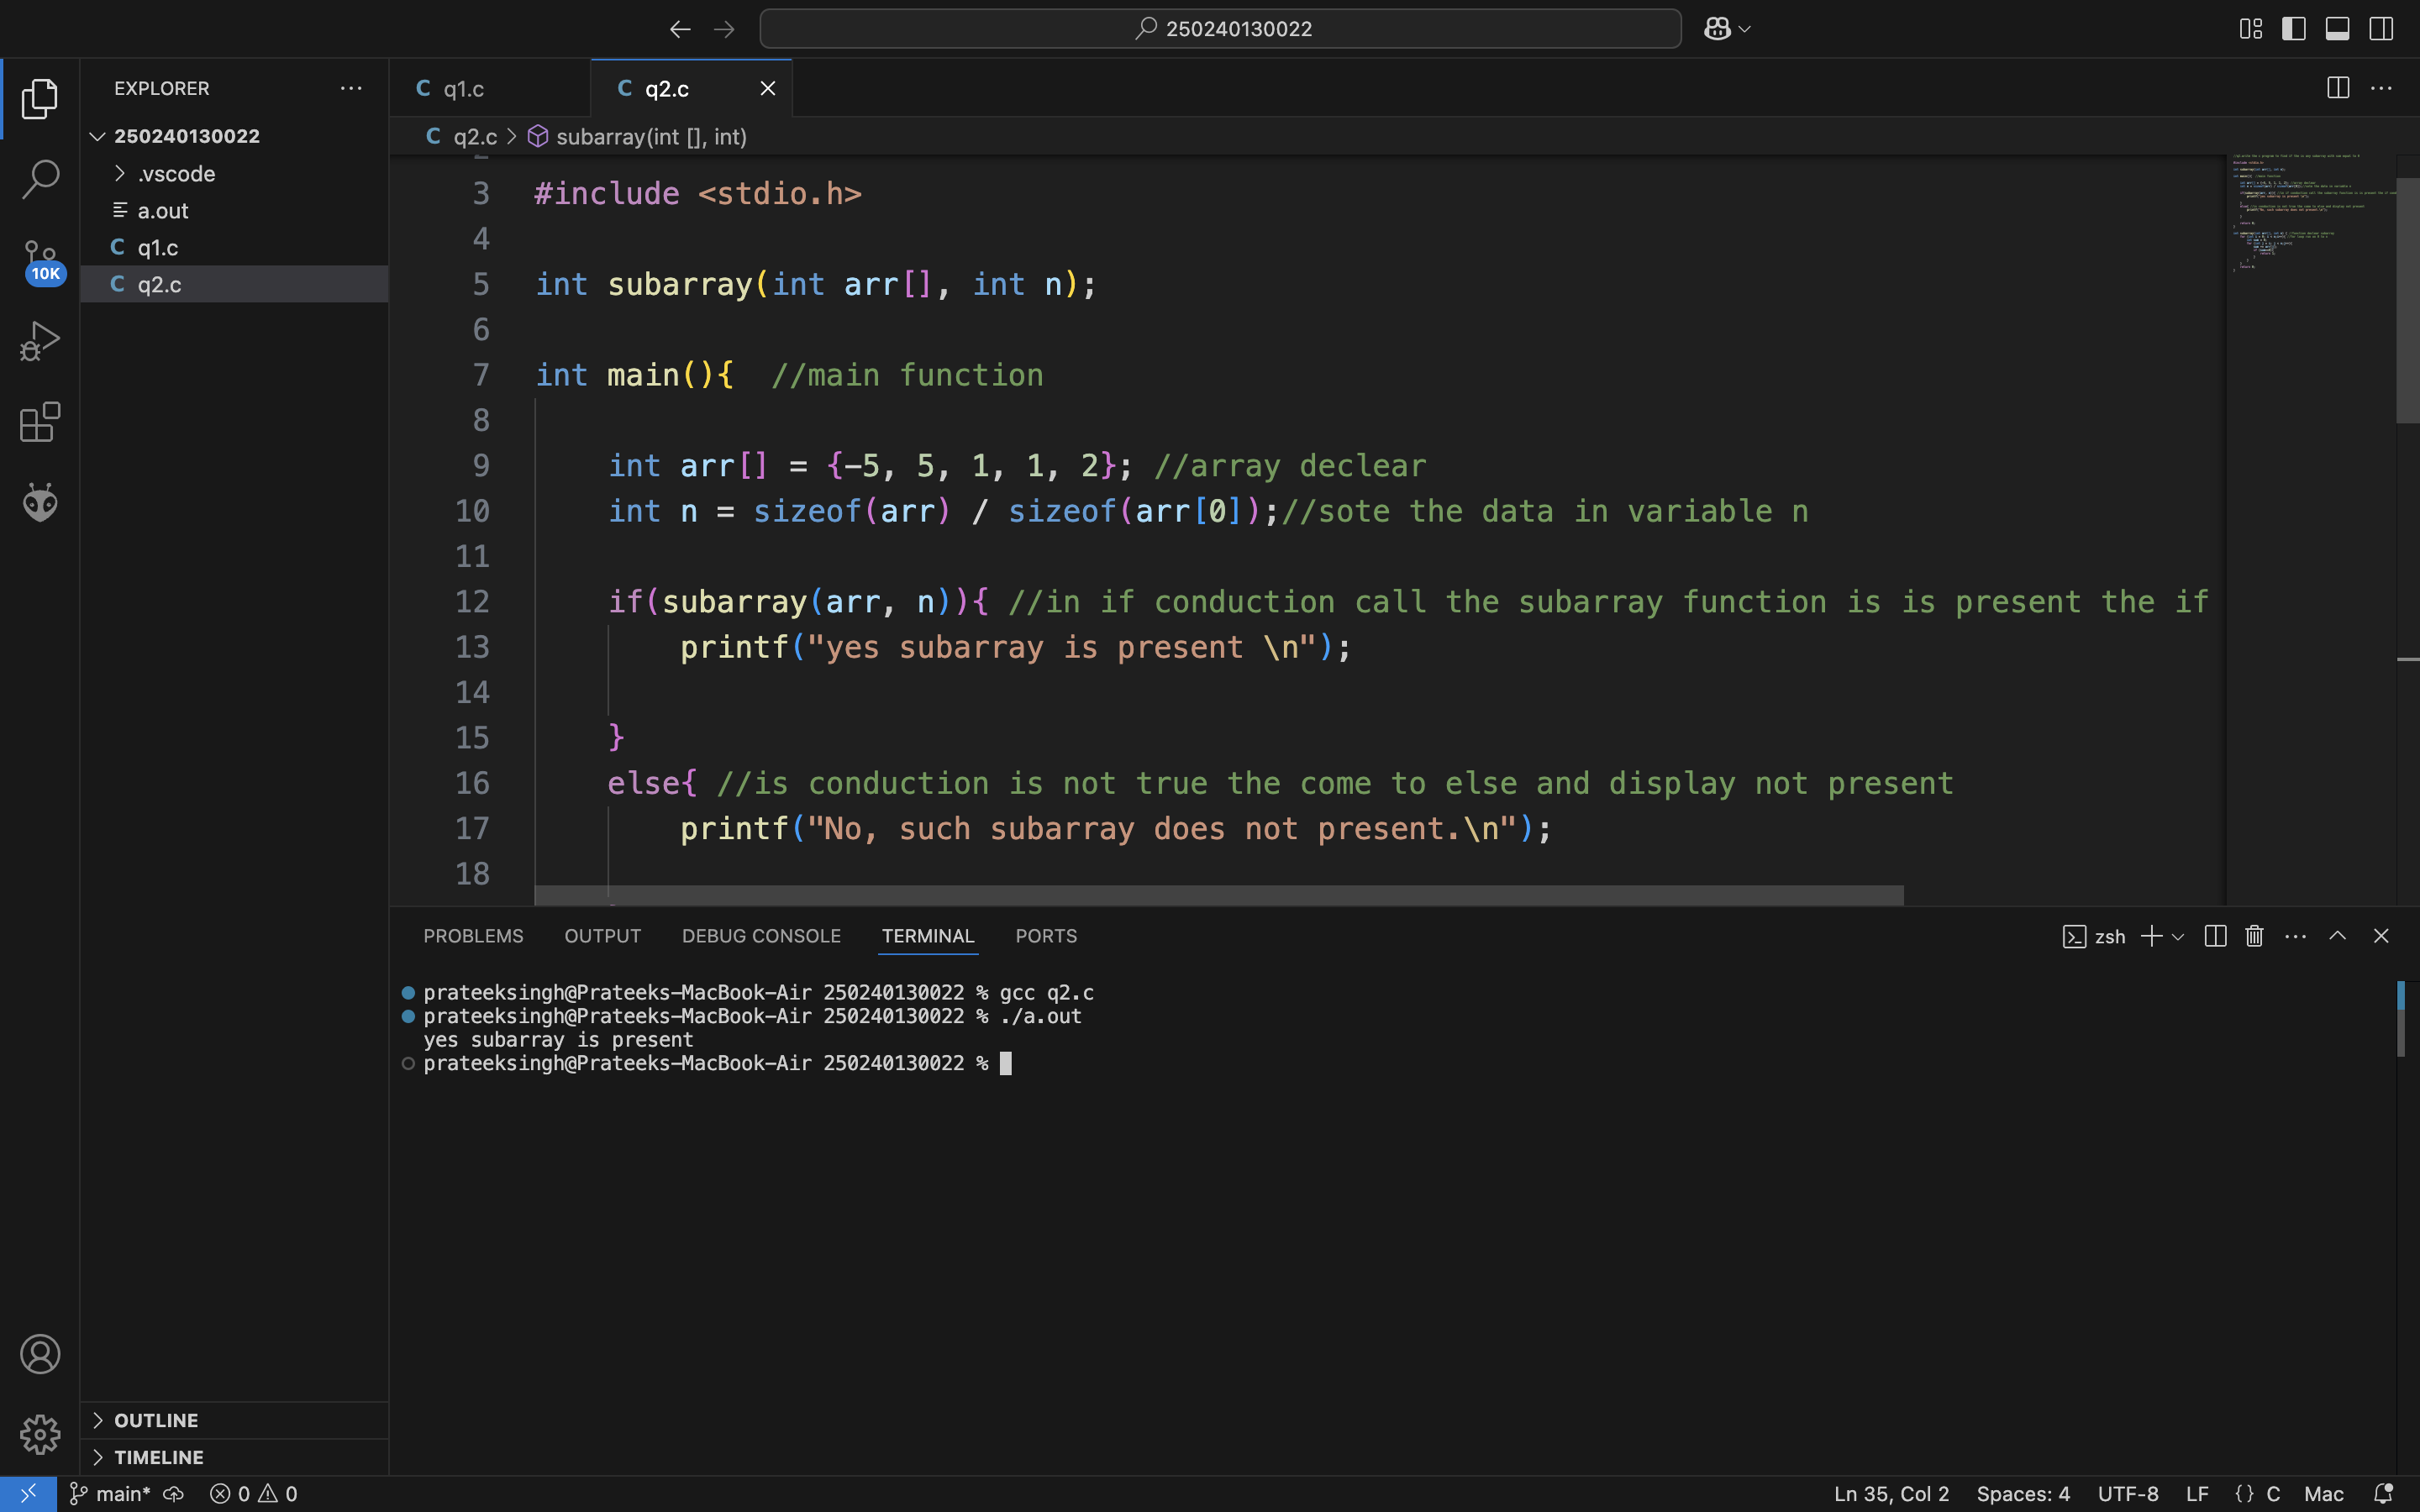 250240130022
EXPLORER
250240130022
.vscode
a.out
C q1.c
C q2.c
10K
C q1.c
C q2.c
C q2.c > subarray(int [], int)
3 #include <stdio.h>
4
5 int subarray(int arr[], int n);
6
7 int main(){  //main function
8
9     int arr[] = {-5, 5, 1, 1, 2}; //array declear
10     int n = sizeof(arr) / sizeof(arr[0]);//sote the data in variable n
11
12     if(subarray(arr, n)){ //in if conduction call the subarray function is is present the if
13         printf("yes subarray is present \n");
14
15     }
16     else{ //is conduction is not true the come to else and display not present
17         printf("No, such subarray does not present.\n");
18
PROBLEMS OUTPUT DEBUG CONSOLE TERMINAL PORTS
zsh
prateeksingh@Prateeks-MacBook-Air 250240130022 % gcc q2.c
prateeksingh@Prateeks-MacBook-Air 250240130022 % ./a.out
yes subarray is present
prateeksingh@Prateeks-MacBook-Air 250240130022 %
OUTLINE
TIMELINE
main* 0 0
Ln 35, Col 2 Spaces: 4 UTF-8 LF {} C Mac